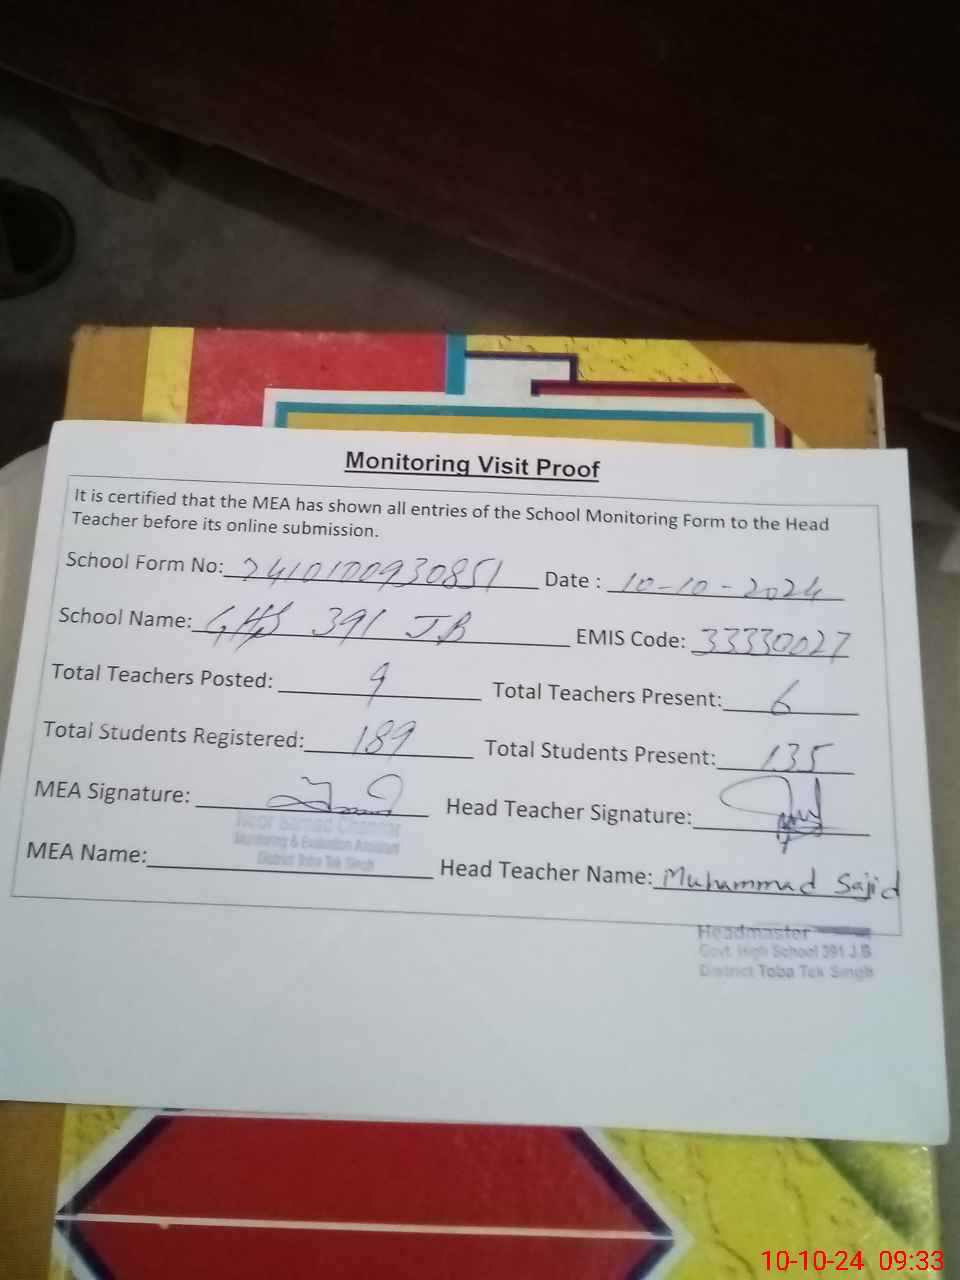 Monitoring Visit Proof
It is certified that the MEA has shown all entries of the School Monitoring Form to the Head
Teacher before its online submission.
School Form No: 2410100930851 Date : 10-10-2024
School Name: GHS 391 JB EMIS Code: 33330027
Total Teachers Posted: 9 Total Teachers Present: 6
Total Students Registered: 189 Total Students Present: 135
MEA Signature: Head Teacher Signature:
Monitoring & Evaluation Assistant
District Toba Tek Singh
MEA Name: Head Teacher Name: Muhammad Sajid
Headmaster
Govt. High School 391 J.B
District Toba Tek Singh
10-10-24 09:33